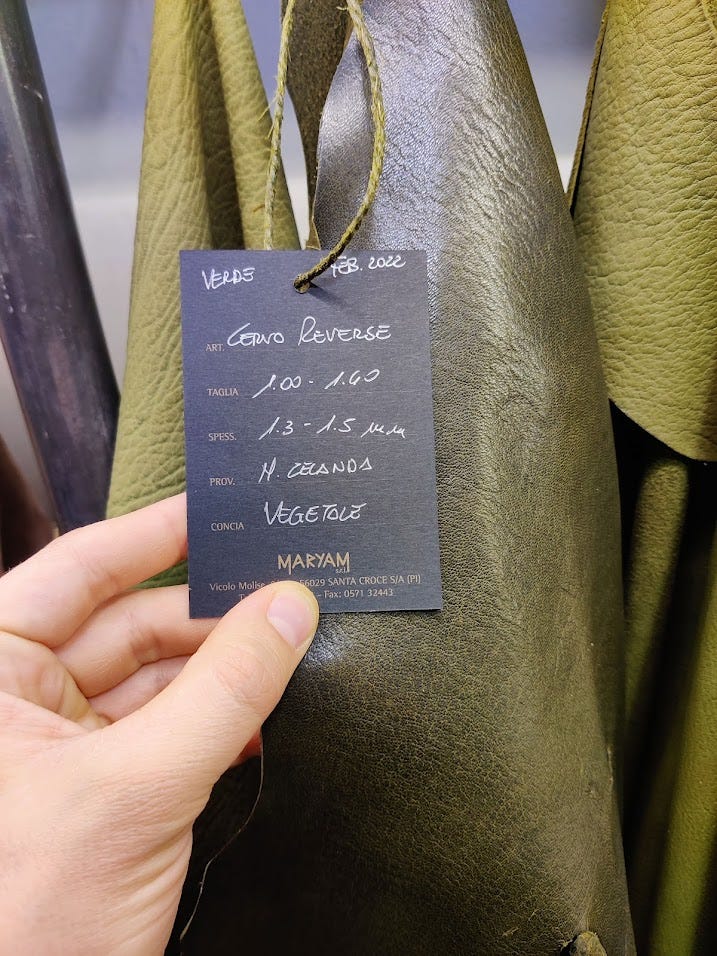 VERDE FEB. 2022
ART. CERVO REVERSE
TAGLIA 1.00 - 1.40
SPESS. 1.3 - 1.5 mm
PROV. N. ZELANDA
CONCIA VEGETALE
MARYAM
s.r.l.
Vicolo Molise, 56029 SANTA CROCE S/A (PI)
- Fax: 0571 32443